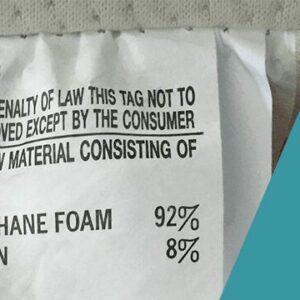 ENALTY OF LAW THIS TAG NOT TO
OVED EXCEPT BY THE CONSUMER
W MATERIAL CONSISTING OF
HANE FOAM 92%
N 8%